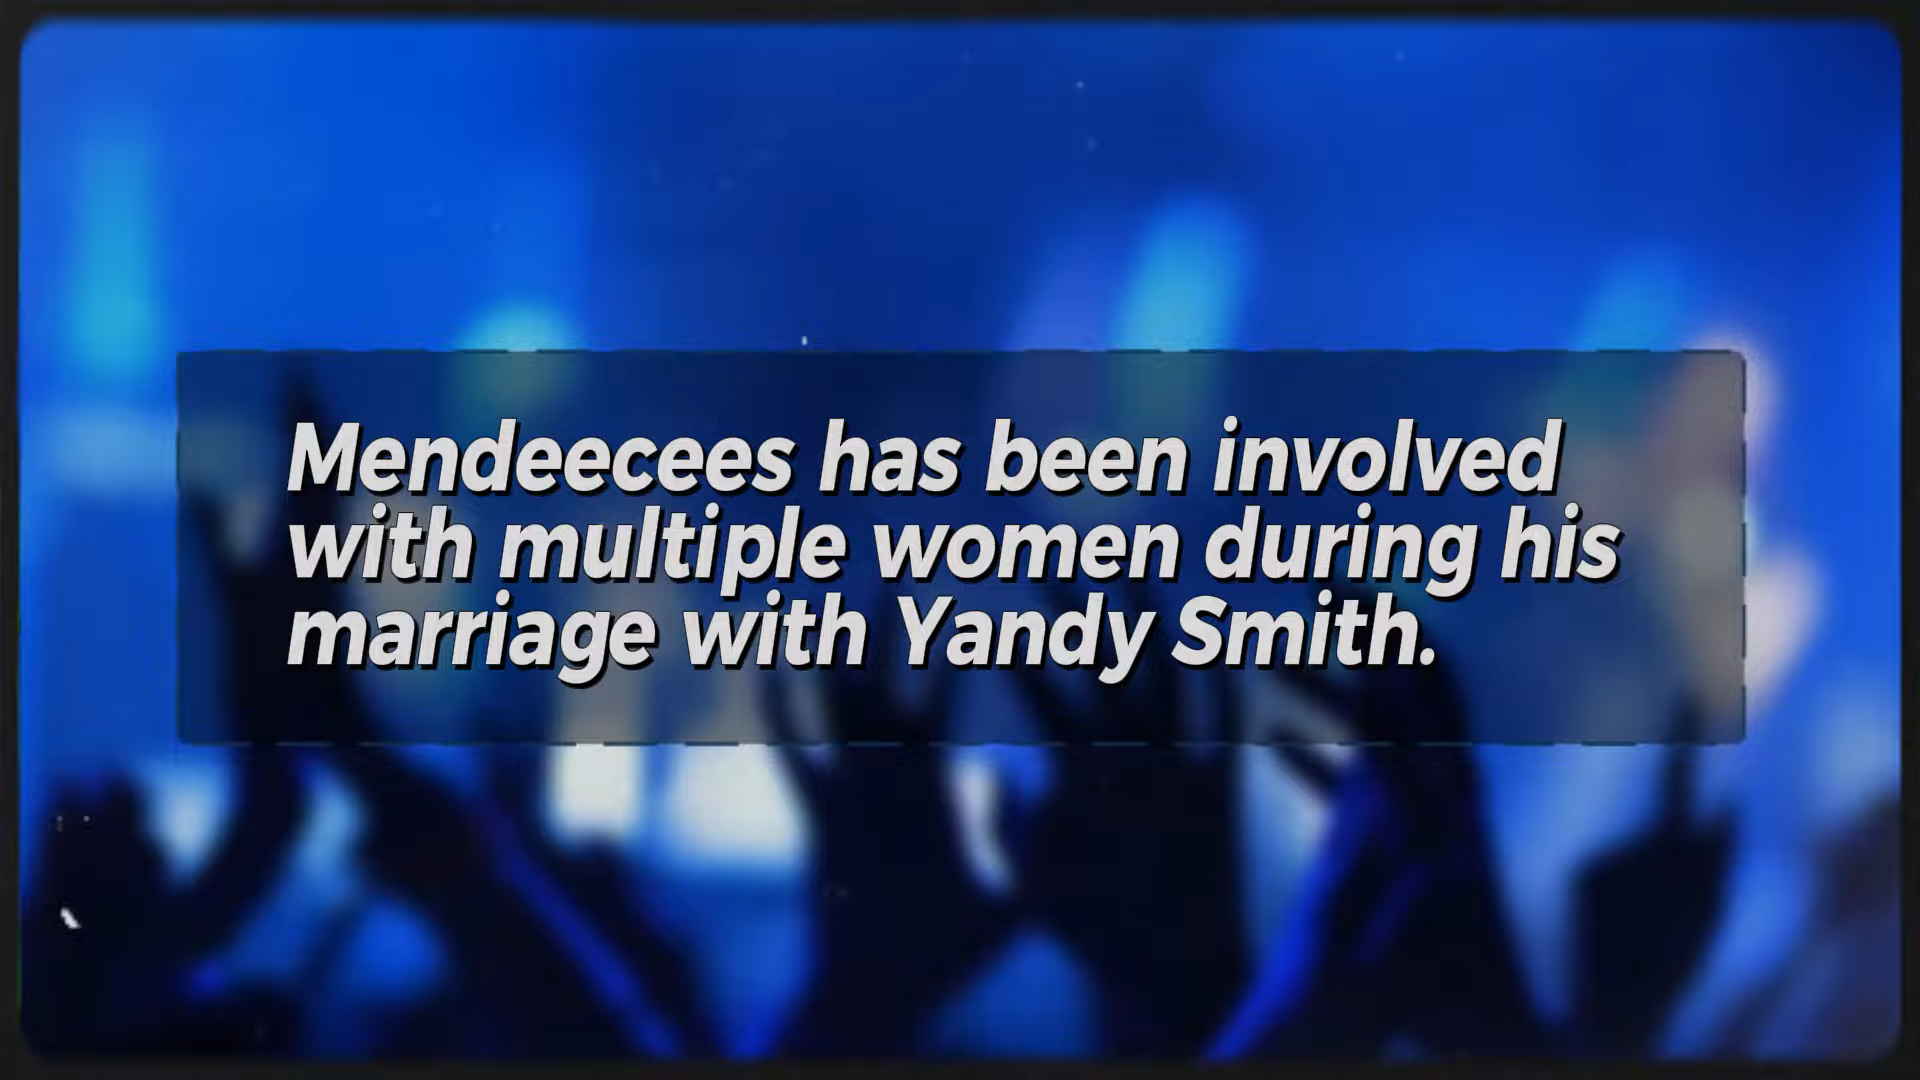 Mendeecees has been involved
with multiple women during his
marriage with Yandy Smith.